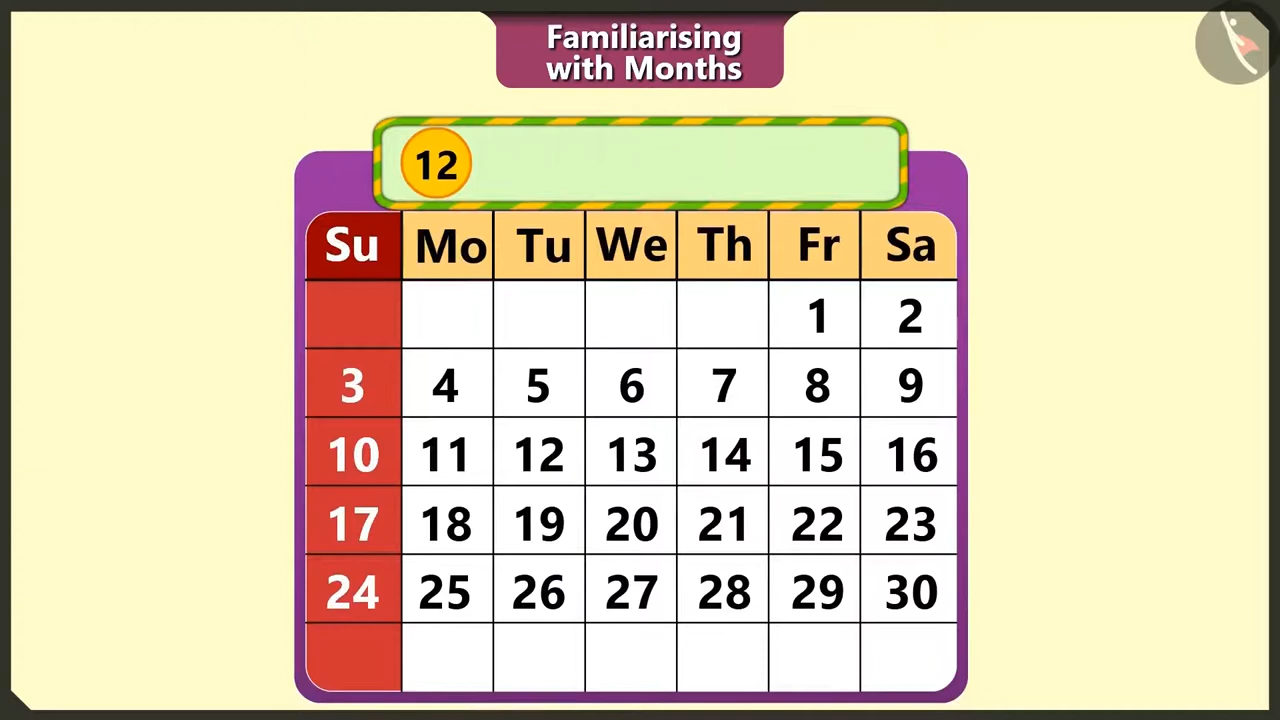 Familiarising
with Months
12
Su Mo Tu We Th Fr Sa
1 2
3 4 5 6 7 8 9
10 11 12 13 14 15 16
17 18 19 20 21 22 23
24 25 26 27 28 29 30